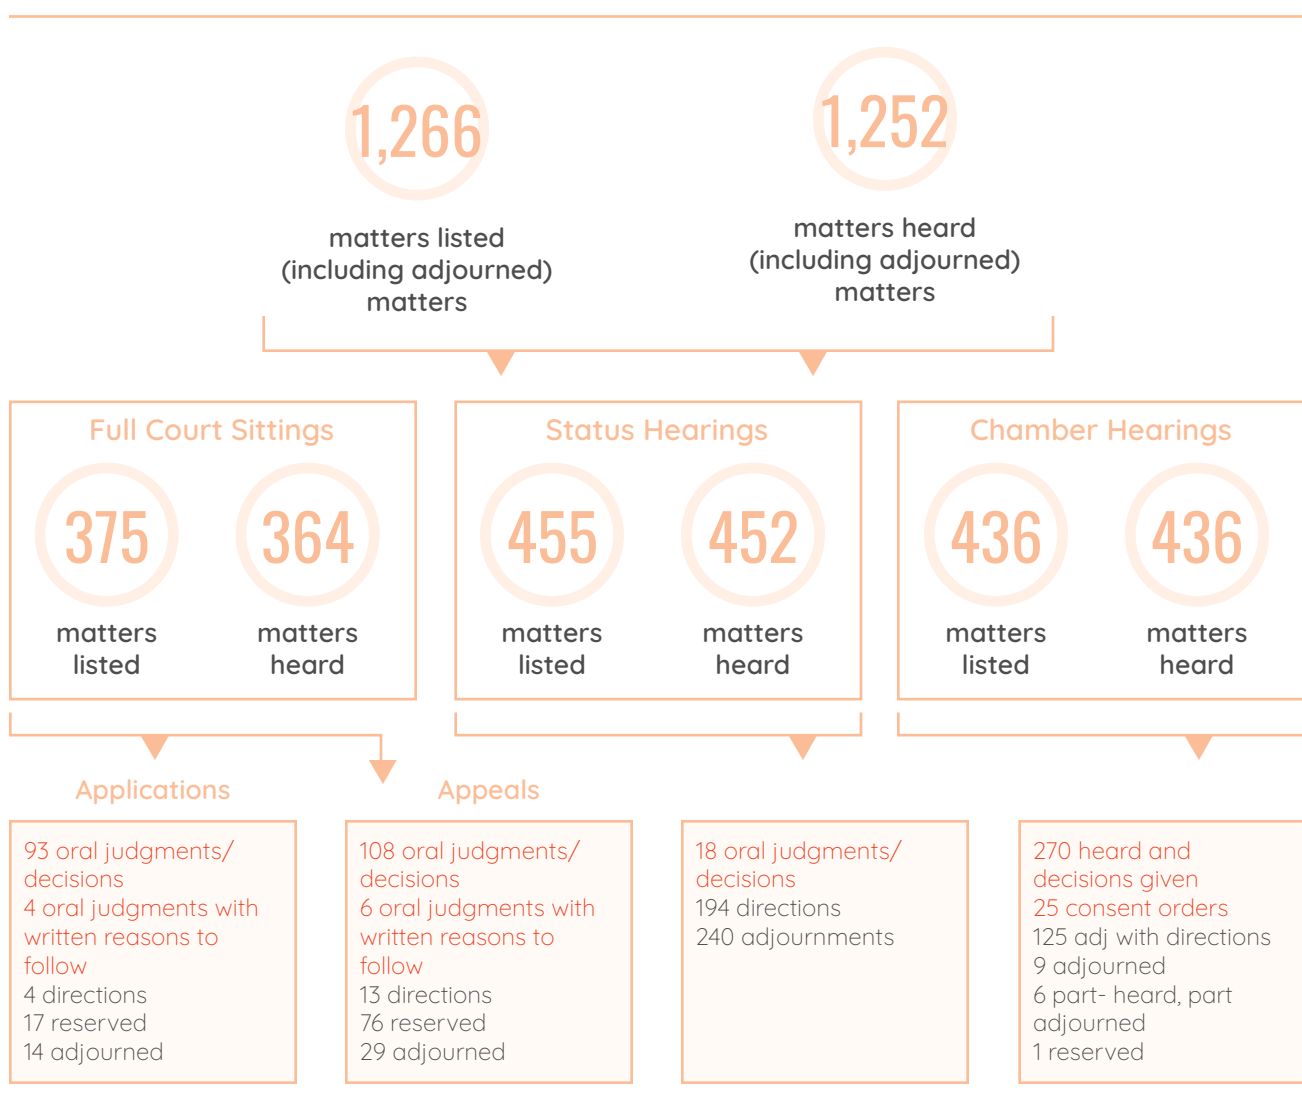 1,266
matters listed
(including adjourned)
matters
1,252
matters heard
(including adjourned)
matters
Full Court Sittings
375
matters
listed
364
matters
heard
Status Hearings
455
matters
listed
452
matters
heard
Chamber Hearings
436
matters
listed
436
matters
heard
Applications
93 oral judgments/
decisions
4 oral judgments with
written reasons to
follow
4 directions
17 reserved
14 adjourned
Appeals
108 oral judgments/
decisions
6 oral judgments with
written reasons to
follow
13 directions
76 reserved
29 adjourned
18 oral judgments/
decisions
194 directions
240 adjournments
270 heard and
decisions given
25 consent orders
125 adj with directions
9 adjourned
6 part- heard, part
adjourned
1 reserved